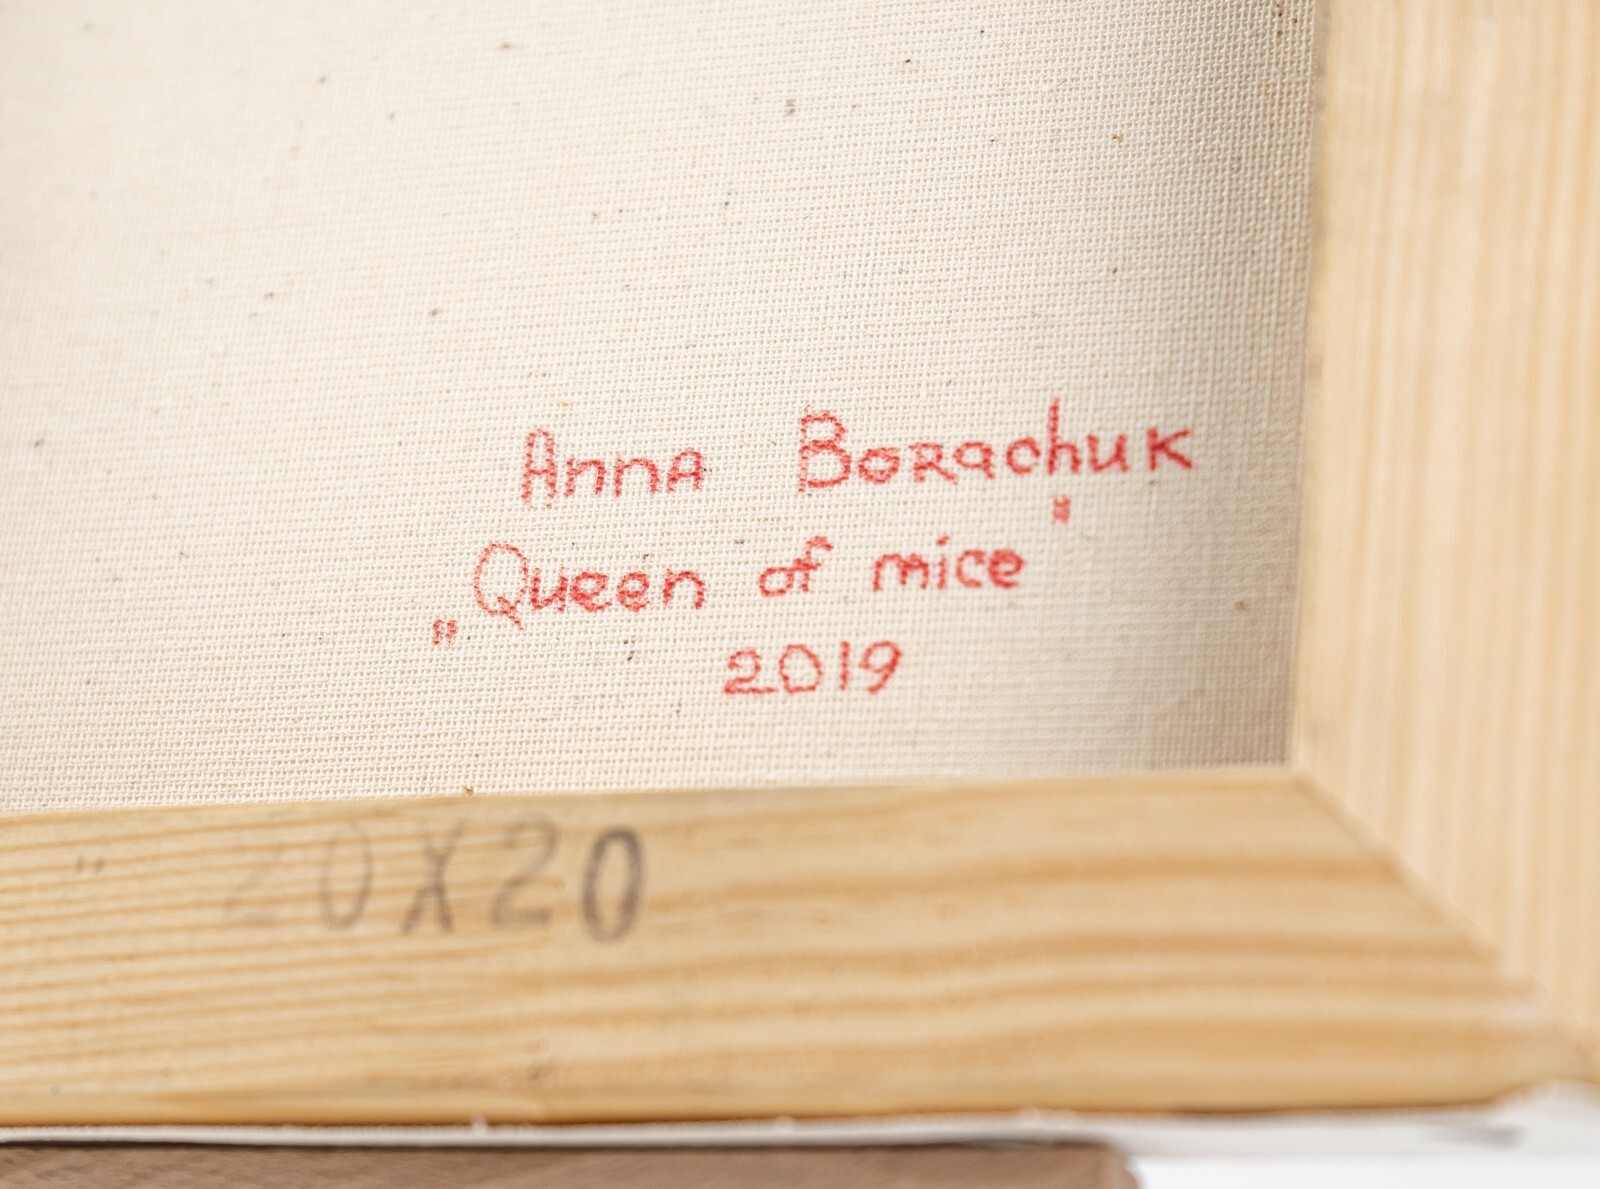 Anna Borachuk
„Queen of mice"
2019
20X20